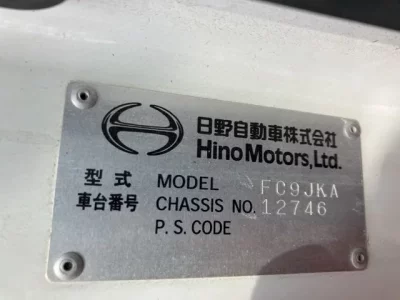 日野自動車株式会社
Hino Motors, Ltd.
型式 MODEL FC9JKA
車台番号 CHASSIS NO. 12746
P.S. CODE